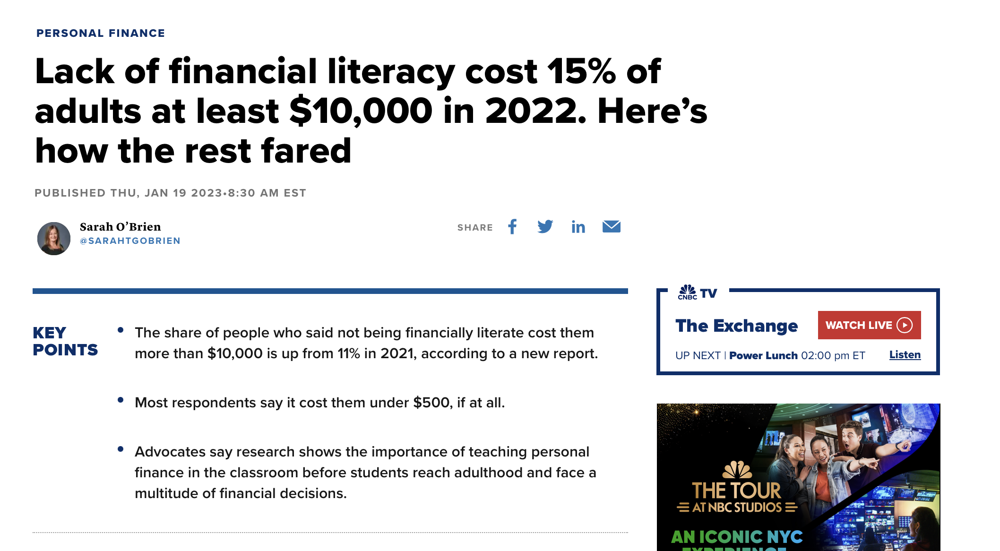 PERSONAL FINANCE
Lack of financial literacy cost 15% of
adults at least $10,000 in 2022. Here’s
how the rest fared
PUBLISHED THU, JAN 19 2023•8:30 AM EST
Sarah O’Brien
@SARAHTGOBRIEN
SHARE
KEY
POINTS
• The share of people who said not being financially literate cost them
more than $10,000 is up from 11% in 2021, according to a new report.
• Most respondents say it cost them under $500, if at all.
• Advocates say research shows the importance of teaching personal
finance in the classroom before students reach adulthood and face a
multitude of financial decisions.
CNBC TV
The Exchange
WATCH LIVE
UP NEXT | Power Lunch 02:00 pm ET
Listen
PRODUCTION GALLERY
THE TOUR
AT NBC STUDIOS
AN ICONIC NYC
EXPERIENCE